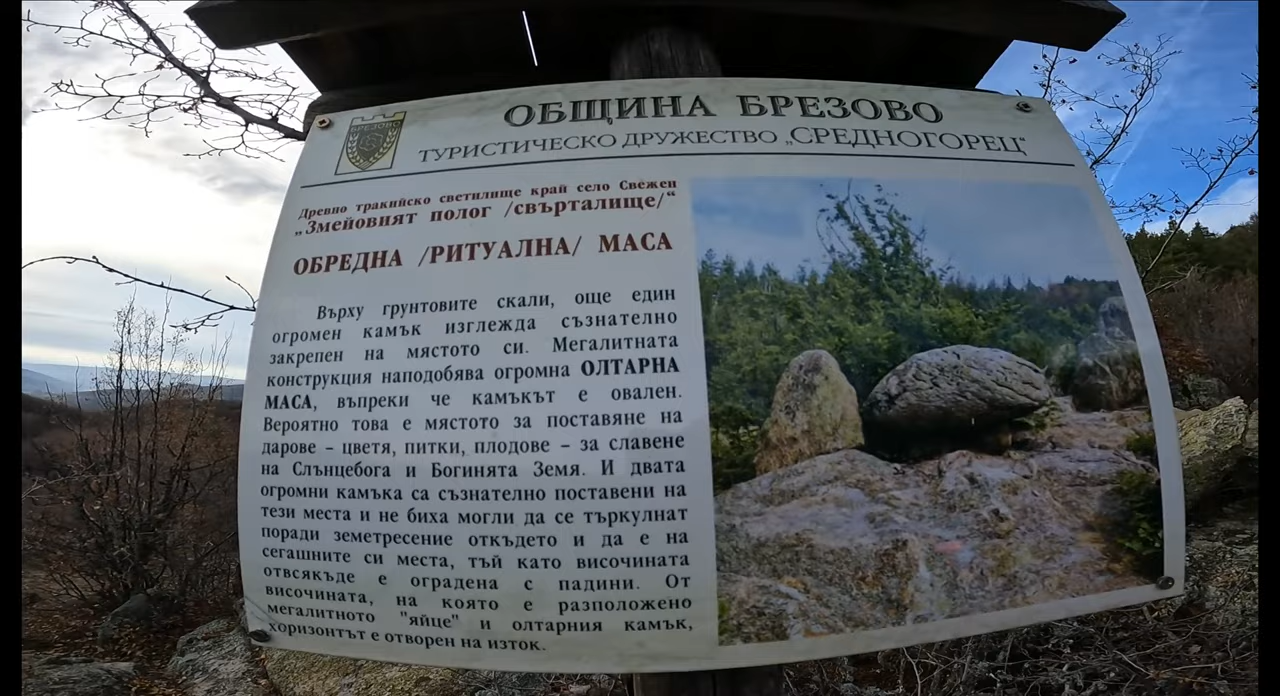 БРЕЗОВО
ОБЩИНА БРЕЗОВО
ТУРИСТИЧЕСКО ДРУЖЕСТВО „СРЕДНОГОРЕЦ“
Древно тракийско светилище край село Свежен
„Змейовият полог /свърталище/“
ОБРЕДНА /РИТУАЛНА/ МАСА
Върху грунтовите скали, още един
огромен камък изглежда съзнателно
закрепен на мястото си. Мегалитната
конструкция наподобява огромна ОЛТАРНА
МАСА, въпреки че камъкът е овален.
Вероятно това е мястото за поставяне на
дарове – цветя, питки, плодове – за славене
на Слънцебога и Богинята Земя. И двата
огромни камъка са съзнателно поставени на
тези места и не биха могли да се търкулнат
поради земетресение откъдето и да е на
сегашните си места, тъй като височината
отвсякъде е оградена с падини. От
височината, на която е разположено
мегалитното "яйце" и олтарния камък,
хоризонтът е отворен на изток.